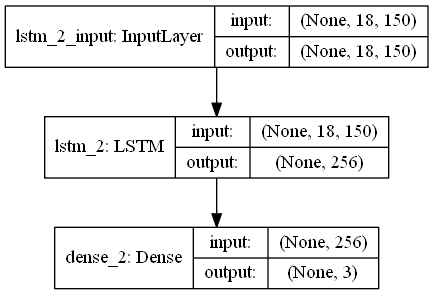 lstm_2_input: InputLayer
input: (None, 18, 150)
output: (None, 18, 150)
lstm_2: LSTM
input: (None, 18, 150)
output: (None, 256)
dense_2: Dense
input: (None, 256)
output: (None, 3)